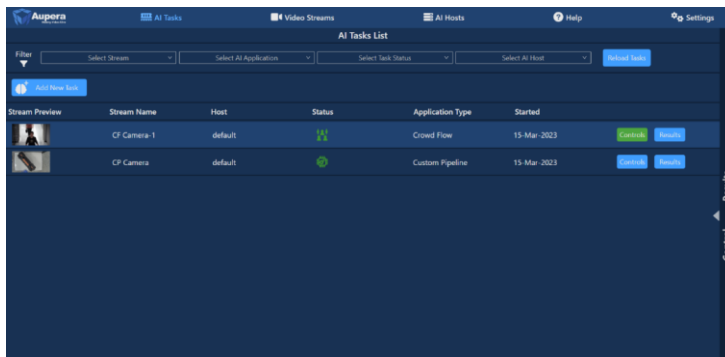 Aupera
AI Tasks
Video Streams
AI Hosts
Help
Settings
AI Tasks List
Filter
Select Stream
Select AI Application
Select Task Status
Select AI Host
Reload Tasks
Add New Task
Stream Preview Stream Name Host Status Application Type Started
CF Camera-1 default Crowd Flow 15-Mar-2023 Controls Results
CP Camera default Custom Pipeline 15-Mar-2023 Controls Results